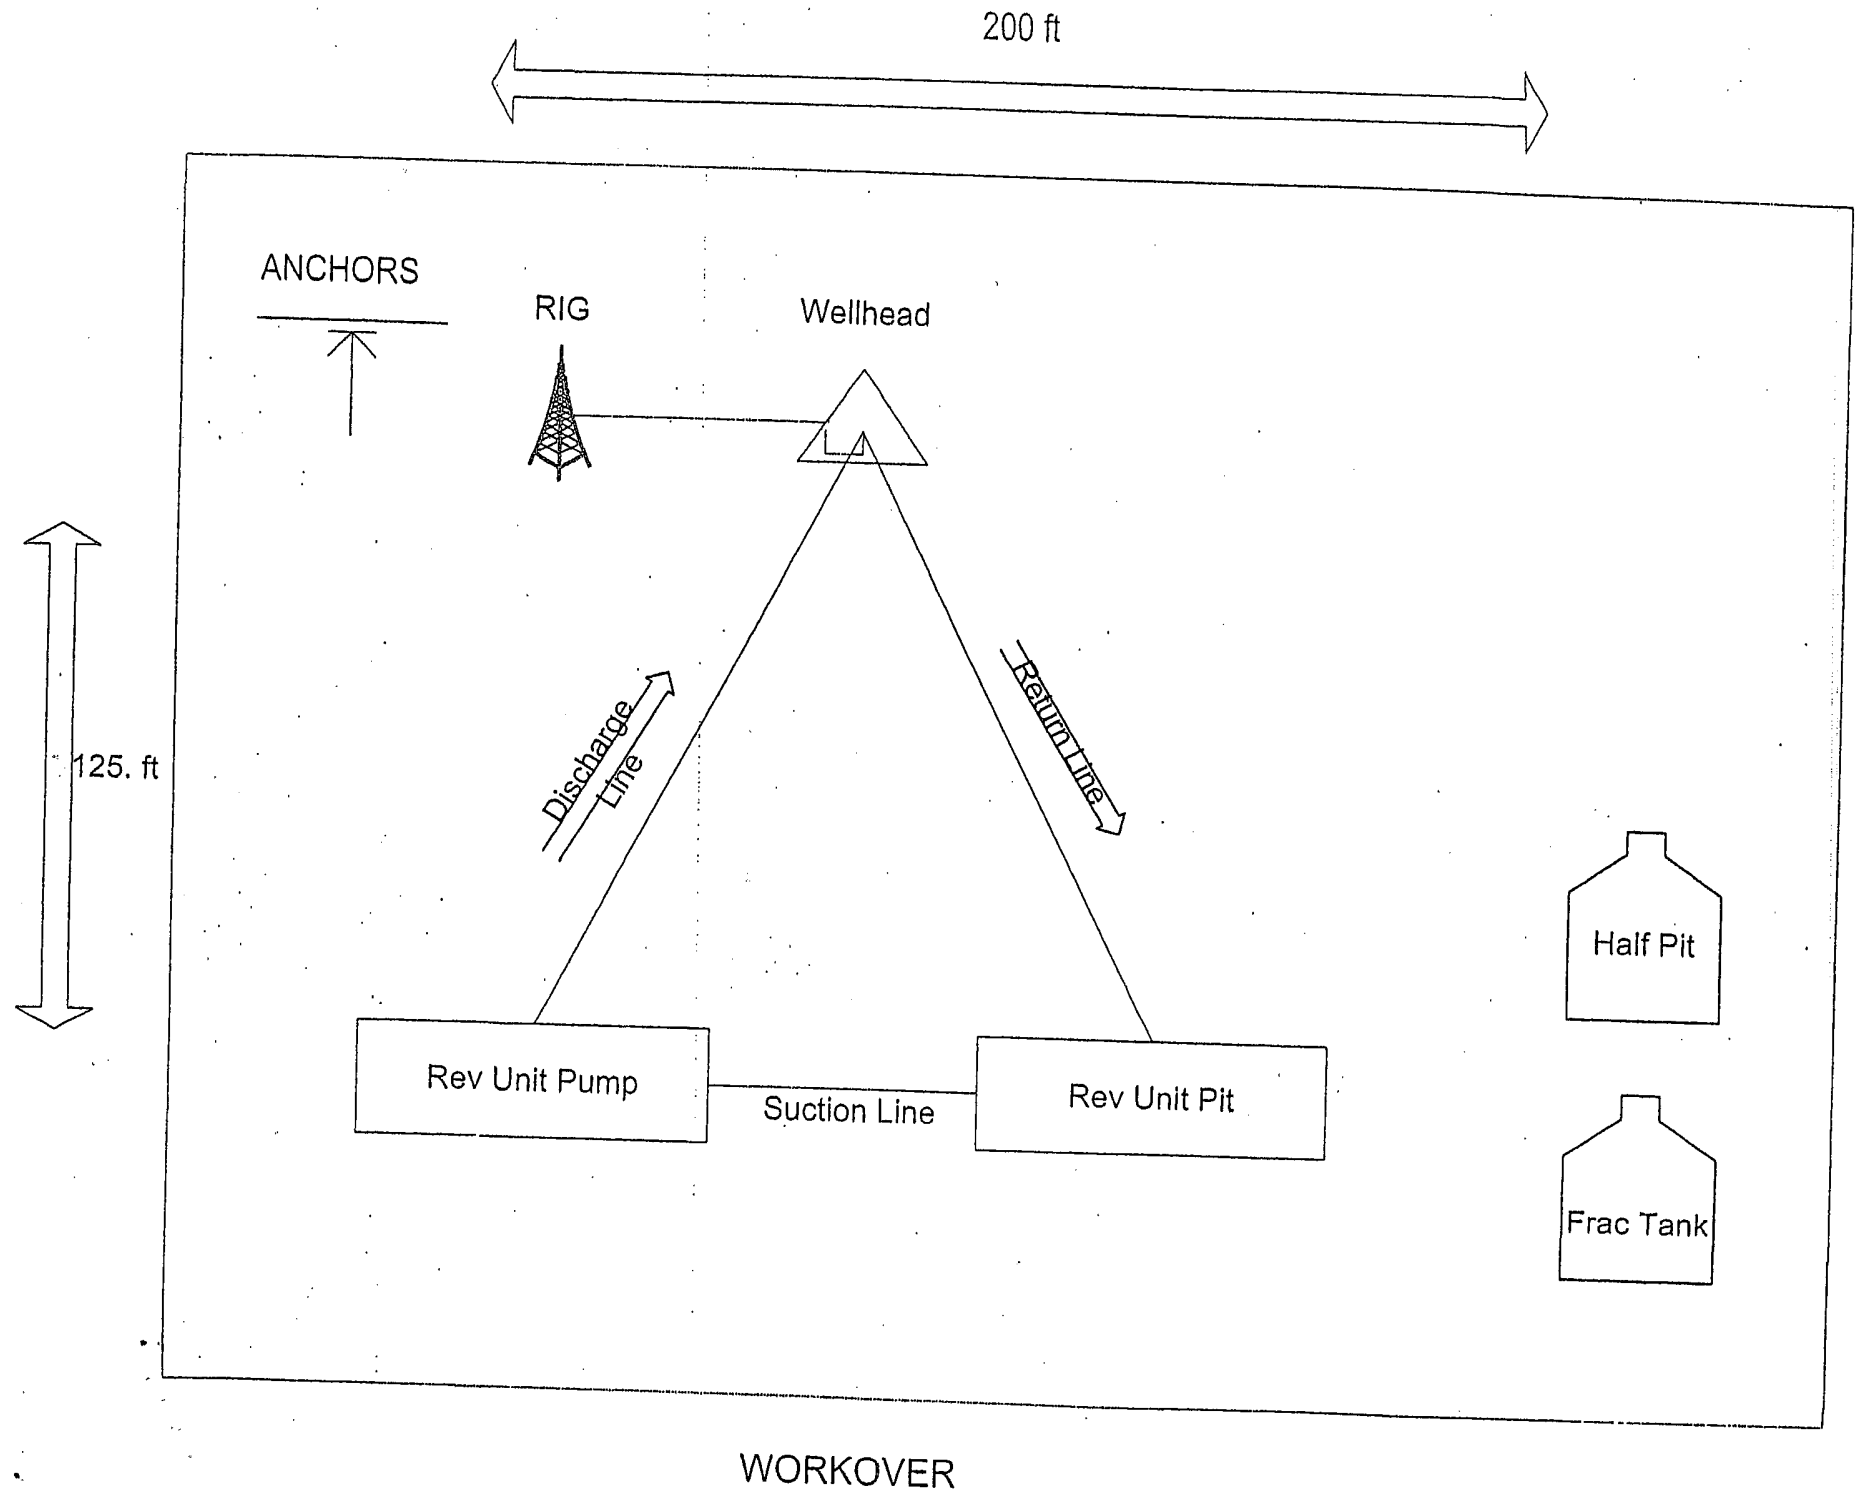 200 ft
ANCHORS
RIG
Wellhead
125. ft
Discharge
Line
Return Line
Half Pit
Rev Unit Pump
Suction Line
Rev Unit Pit
Frac Tank
WORKOVER